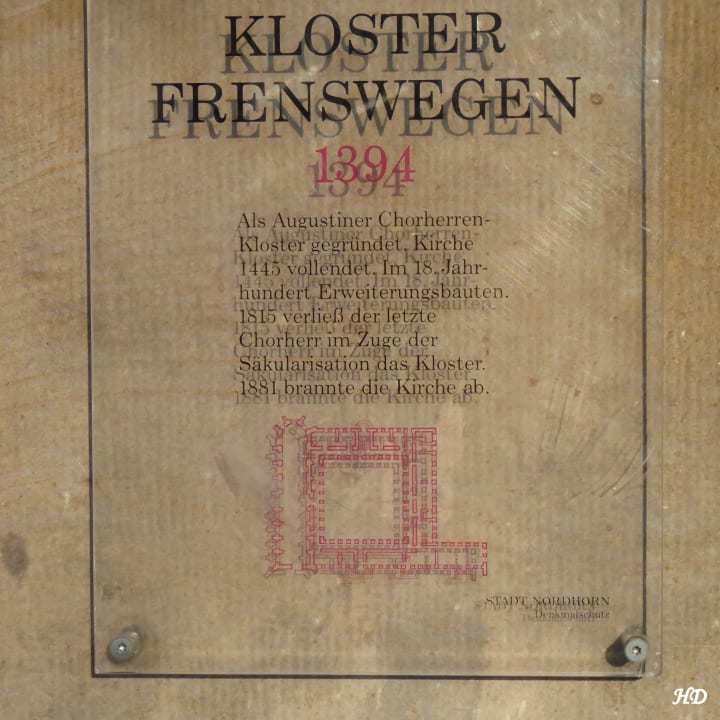 KLOSTER
FRENSWEGEN
1394
Als Augustiner Chorherren-
Kloster gegründet. Kirche
1445 vollendet. Im 18. Jahr-
hundert Erweiterungsbauten.
1815 verließ der letzte
Chorherr im Zuge der
Säkularisation das Kloster.
1881 brannte die Kirche ab.
STADT NORDHORN
Denkmalschutz
HD